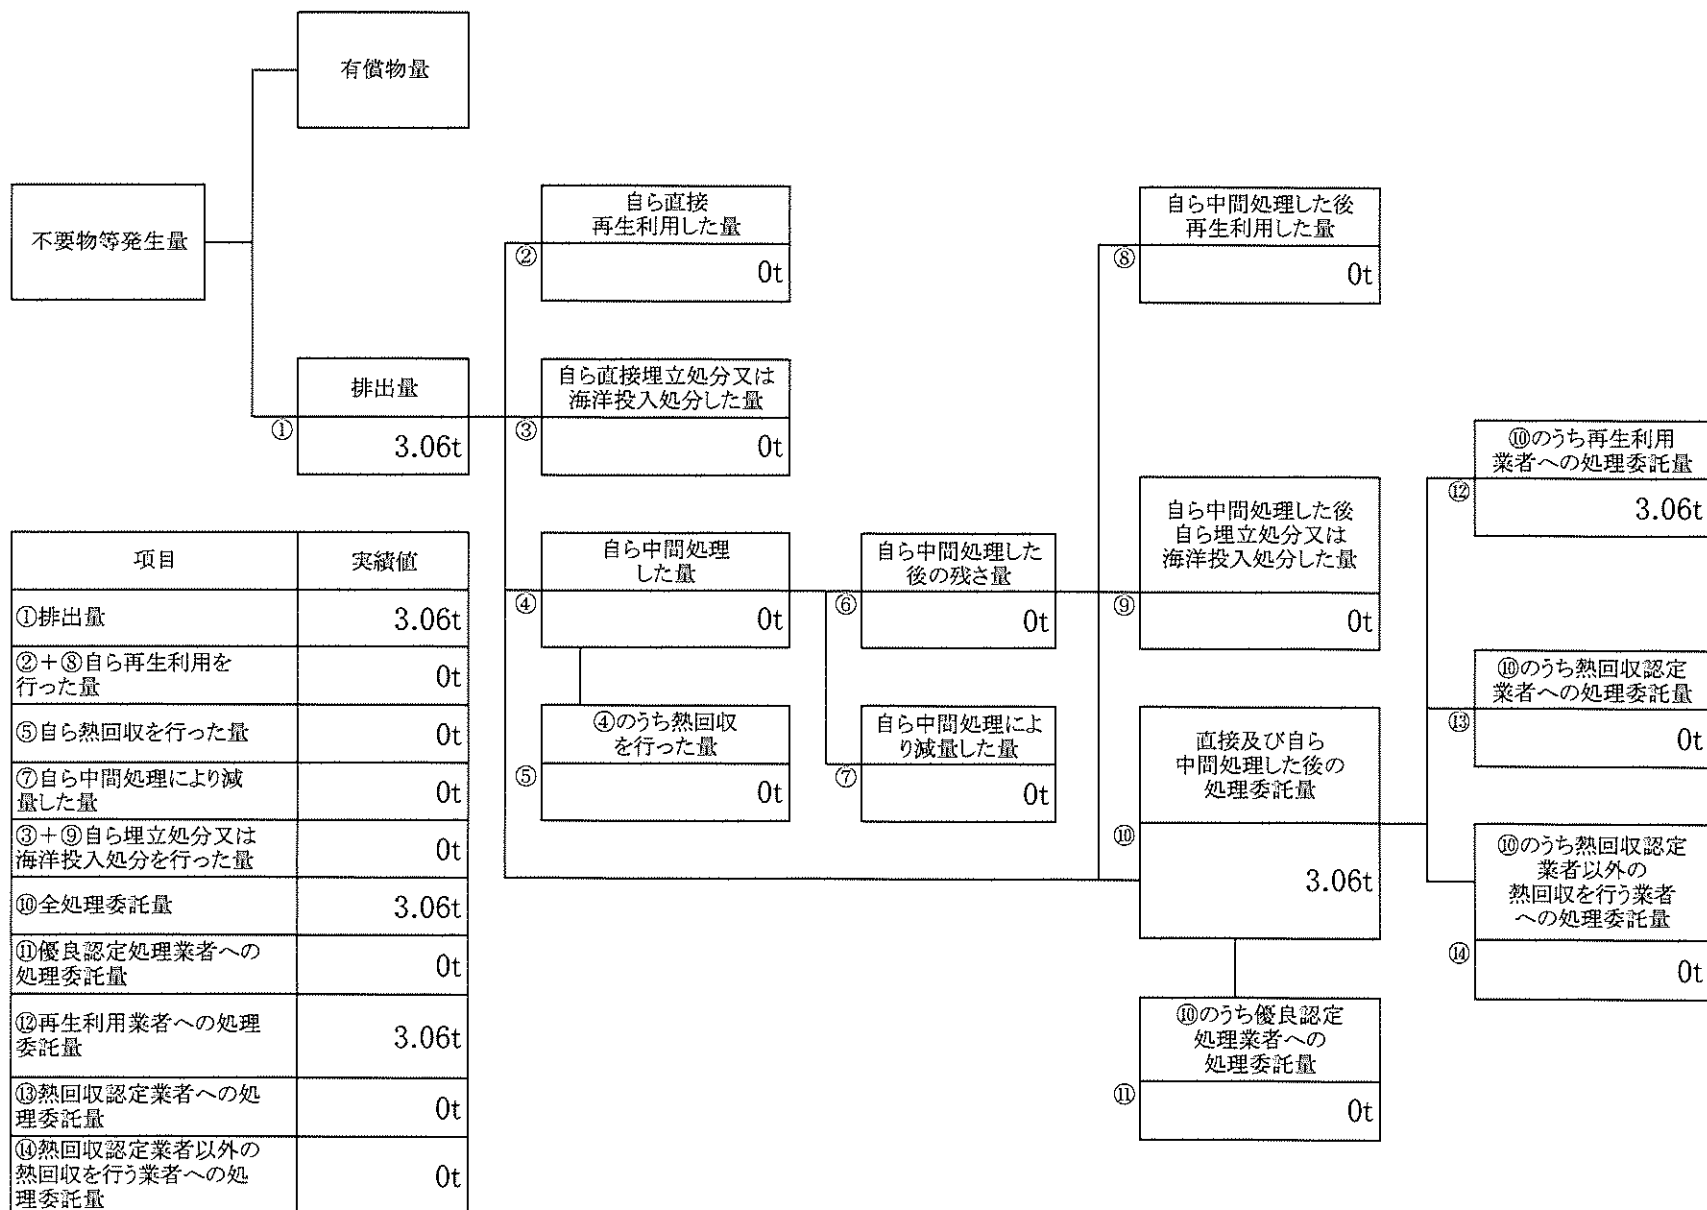 有償物量
不要物等発生量
自ら直接
再生利用した量
②
0t
自ら中間処理した後
再生利用した量
⑧
0t
排出量
①
3.06t
自ら直接埋立処分又は
海洋投入処分した量
③
0t
⑩のうち再生利用
業者への処理委託量
⑫
3.06t
自ら中間処理
した量
④
0t
自ら中間処理した
後の残さ量
⑥
0t
自ら中間処理した後
自ら埋立処分又は
海洋投入処分した量
⑨
0t
⑩のうち熱回収認定
業者への処理委託量
⑬
0t
④のうち熱回収
を行った量
⑤
0t
自ら中間処理によ
り減量した量
⑦
0t
直接及び自ら
中間処理した後の
処理委託量
⑩
3.06t
⑩のうち熱回収認定
業者以外の
熱回収を行う業者
への処理委託量
⑭
0t
⑩のうち優良認定
処理業者への
処理委託量
⑪
0t
項目 実績値
①排出量 3.06t
②+⑧自ら再生利用を
行った量 0t
⑤自ら熱回収を行った量 0t
⑦自ら中間処理により減
量した量 0t
③+⑨自ら埋立処分又は
海洋投入処分を行った量 0t
⑩全処理委託量 3.06t
⑪優良認定処理業者への
処理委託量 0t
⑫再生利用業者への処理
委託量 3.06t
⑬熱回収認定業者への処
理委託量 0t
⑭熱回収認定業者以外の
熱回収を行う業者への処
理委託量 0t